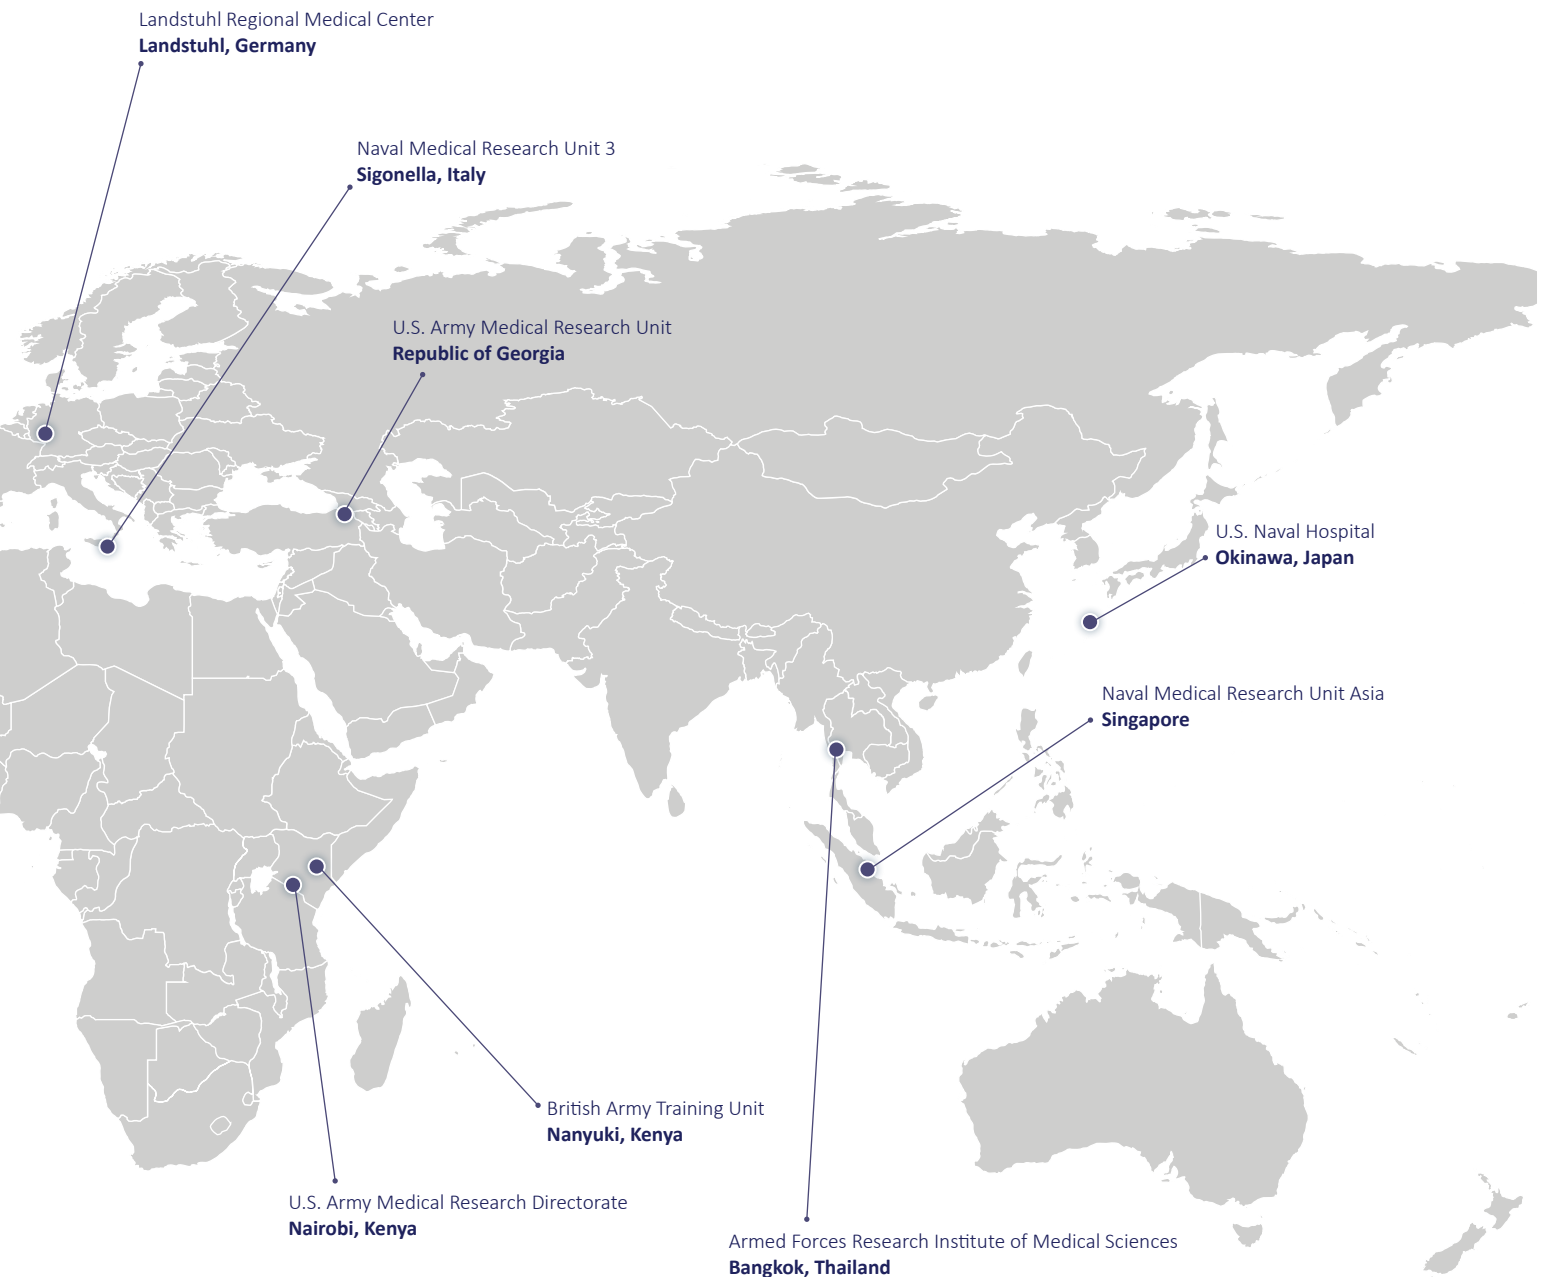 Landstuhl Regional Medical Center
Landstuhl, Germany
Naval Medical Research Unit 3
Sigonella, Italy
U.S. Army Medical Research Unit
Republic of Georgia
U.S. Naval Hospital
Okinawa, Japan
Naval Medical Research Unit Asia
Singapore
British Army Training Unit
Nanyuki, Kenya
U.S. Army Medical Research Directorate
Nairobi, Kenya
Armed Forces Research Institute of Medical Sciences
Bangkok, Thailand